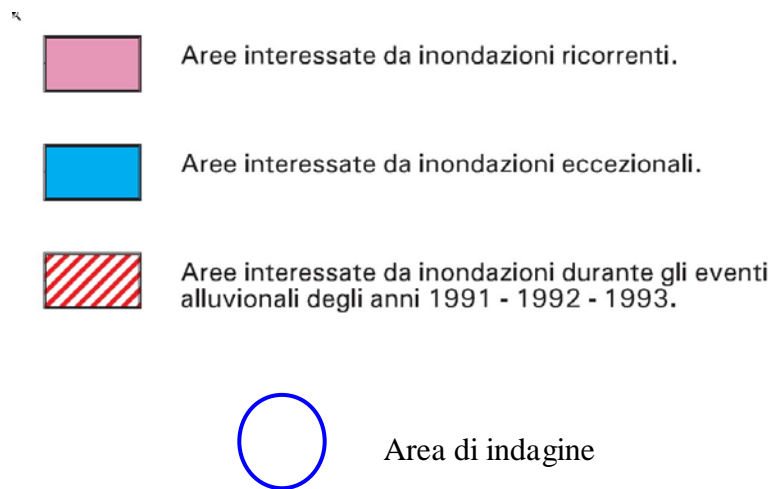 Aree interessate da inondazioni ricorrenti.
Aree interessate da inondazioni eccezionali.
Aree interessate da inondazioni durante gli eventi
alluvionali degli anni 1991 - 1992 - 1993.
Area di indagine